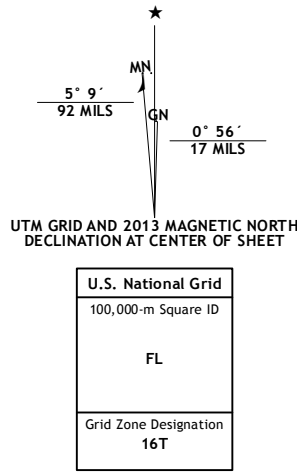 ★
MN.
GN
5° 9´
92 MILS
0° 56´
17 MILS
UTM GRID AND 2013 MAGNETIC NORTH
DECLINATION AT CENTER OF SHEET
U.S. National Grid
100,000-m Square ID
FL
Grid Zone Designation
16T